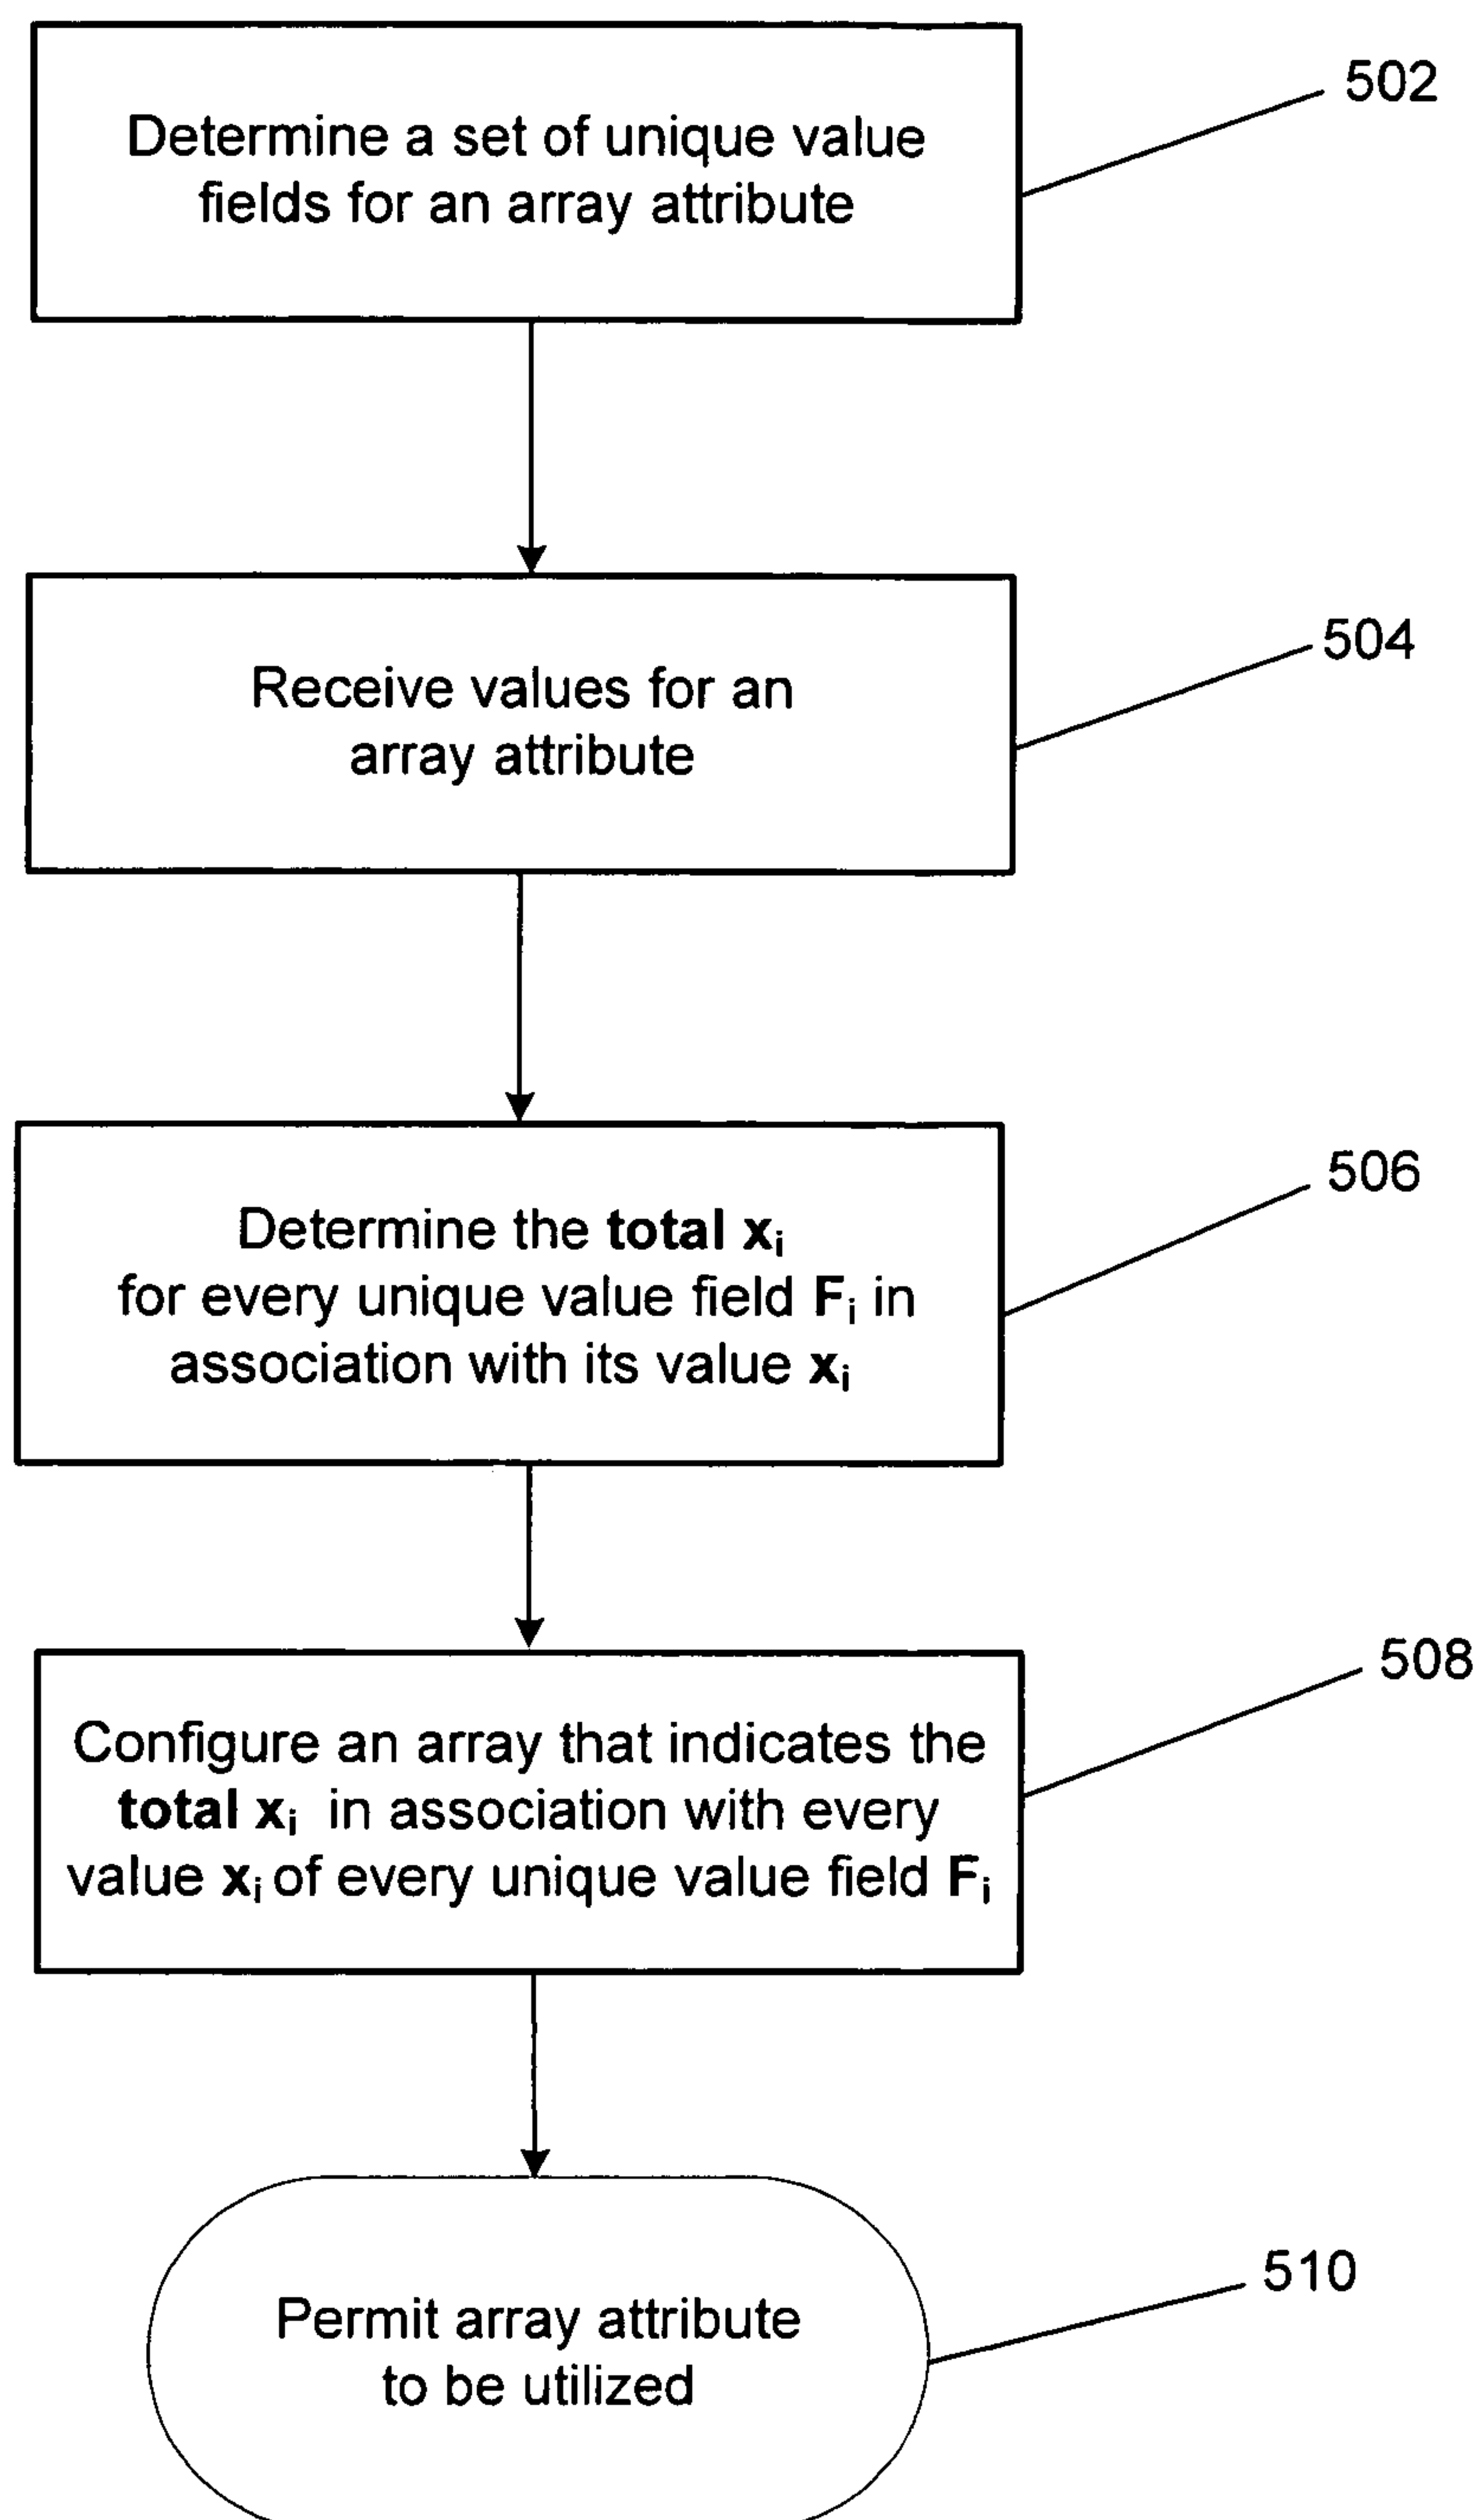 502
Determine a set of unique value
fields for an array attribute
504
Receive values for an
array attribute
506
Determine the total xi
for every unique value field Fi in
association with its value xi
508
Configure an array that indicates the
total xi in association with every
value xi of every unique value field Fi
510
Permit array attribute
to be utilized